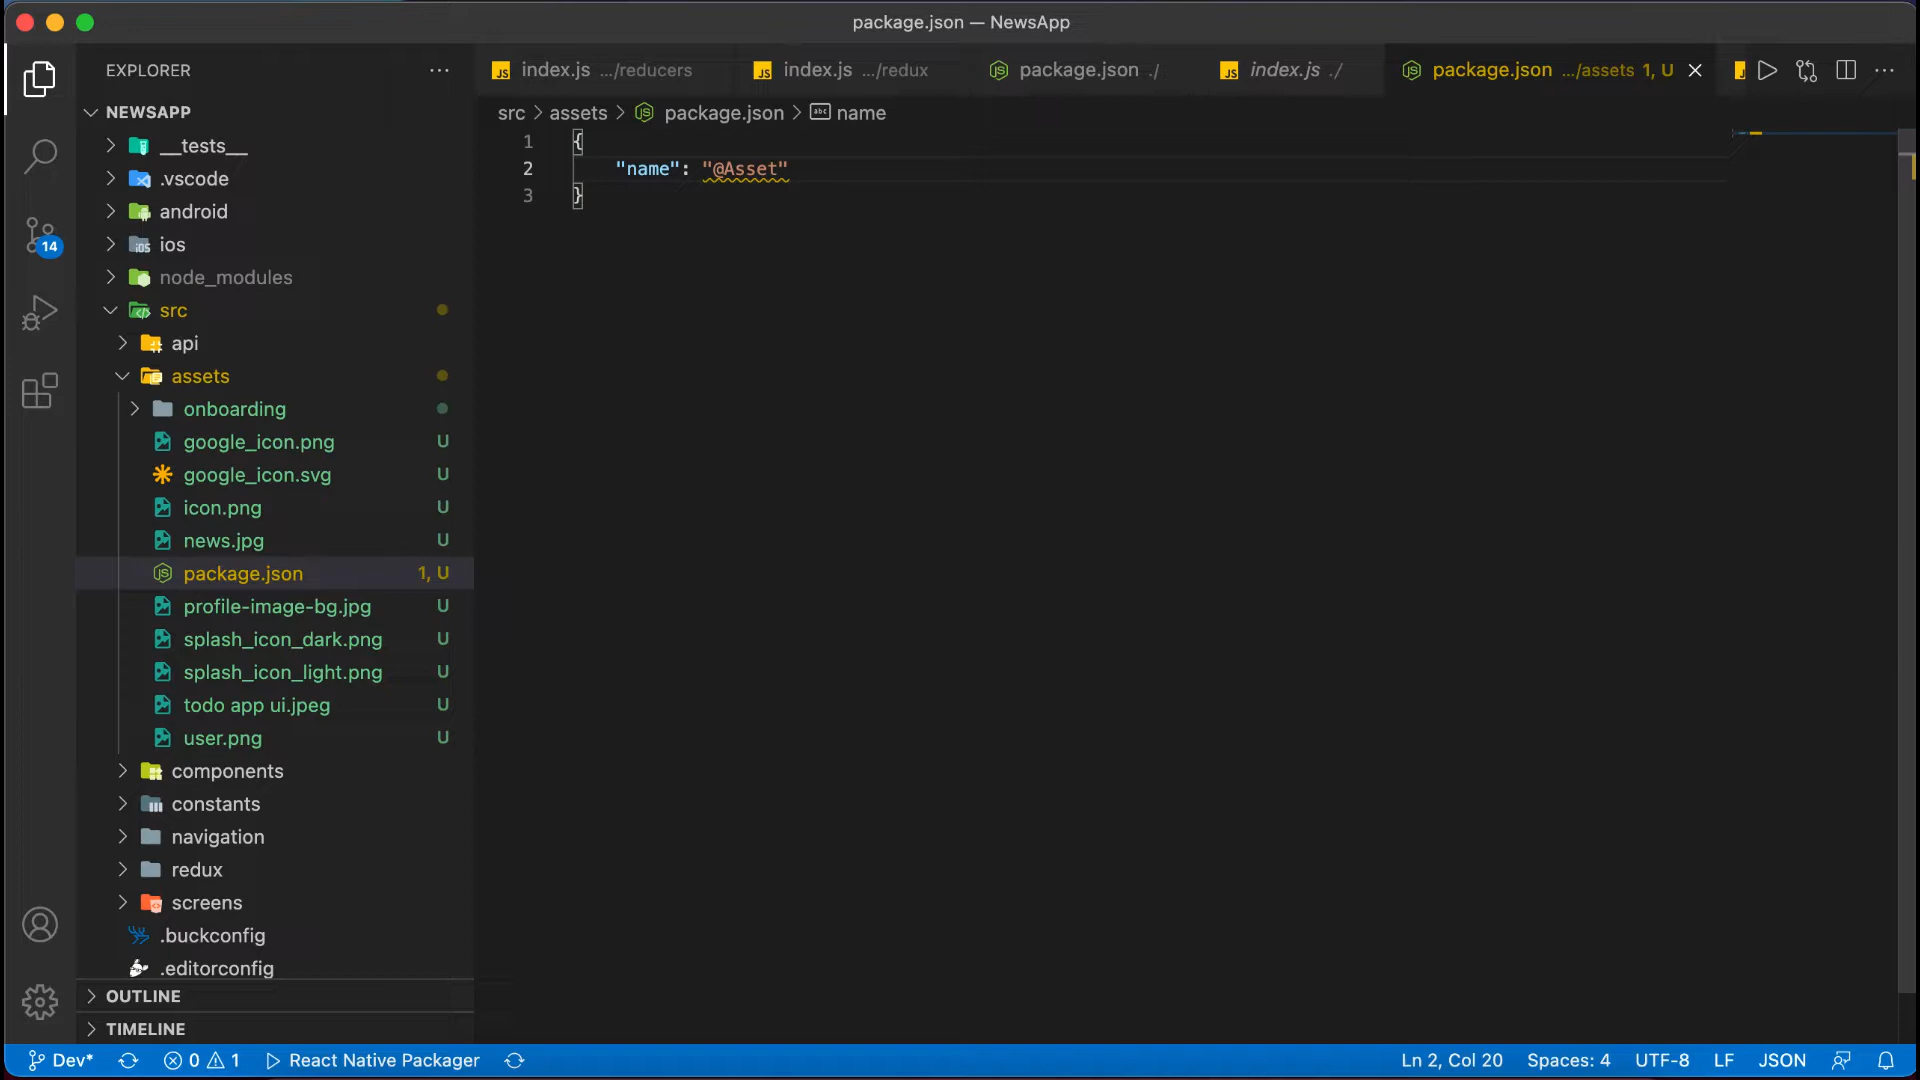 package.json — NewsApp
EXPLORER
index.js .../reducers
index.js .../redux
package.json ./
index.js ./
package.json .../assets 1, U
src > assets > package.json > name
NEWSAPP
__tests__
.vscode
android
ios
node_modules
src
api
assets
onboarding
google_icon.png U
google_icon.svg U
icon.png U
news.jpg U
package.json 1, U
profile-image-bg.jpg U
splash_icon_dark.png U
splash_icon_light.png U
todo app ui.jpeg U
user.png U
components
constants
navigation
redux
screens
.buckconfig
.editorconfig
OUTLINE
TIMELINE
14
1 {
2 "name": "@Asset"
3 }
Dev* 0 1 React Native Packager
Ln 2, Col 20 Spaces: 4 UTF-8 LF JSON